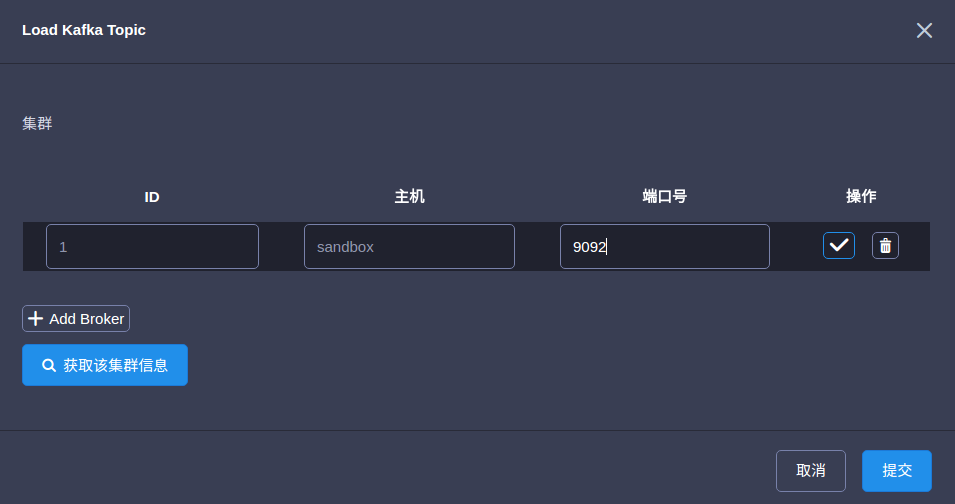 Load Kafka Topic
集群
ID 主机 端口号 操作
1 sandbox 9092
Add Broker
获取该集群信息
取消 提交